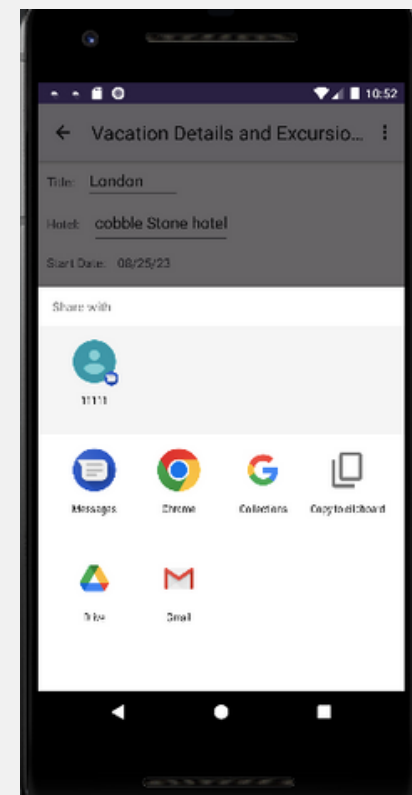 10:52
Vacation Details and Excursio...
Title: London
Hotel: cobble Stone hotel
Start Date: 08/25/23
Share with
11111
Messages Chrome Collections Copy to clipboard
Drive Gmail